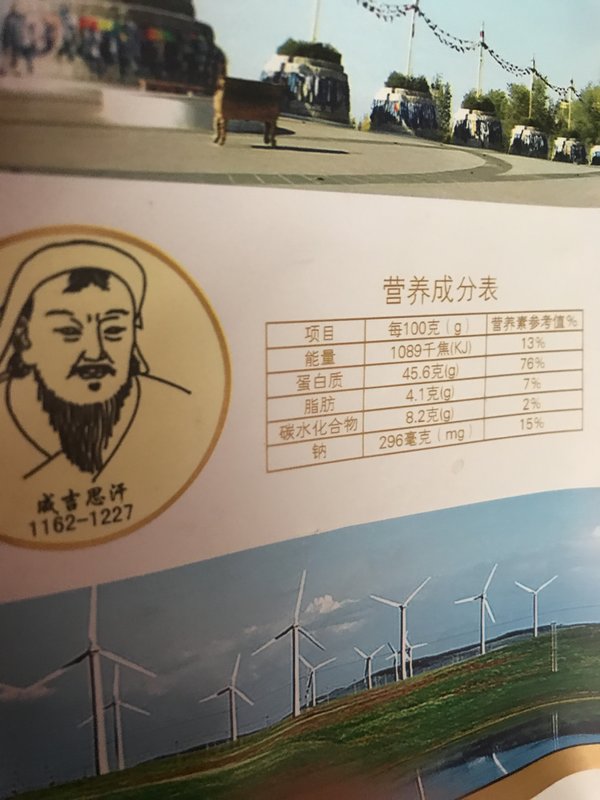 营养成分表
项目 每100克（g） 营养素参考值%
能量 1089千焦(KJ) 13%
蛋白质 45.6克(g) 76%
脂肪 4.1克(g) 7%
碳水化合物 8.2克(g) 2%
钠 296毫克（mg） 15%
成吉思汗
1162-1227